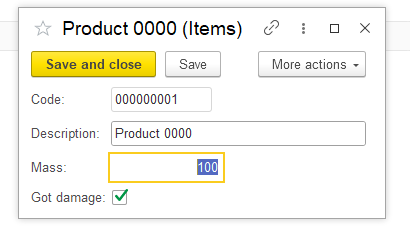 Product 0000 (Items)
Save and close Save More actions
Code: 000000001
Description: Product 0000
Mass: 100
Got damage: